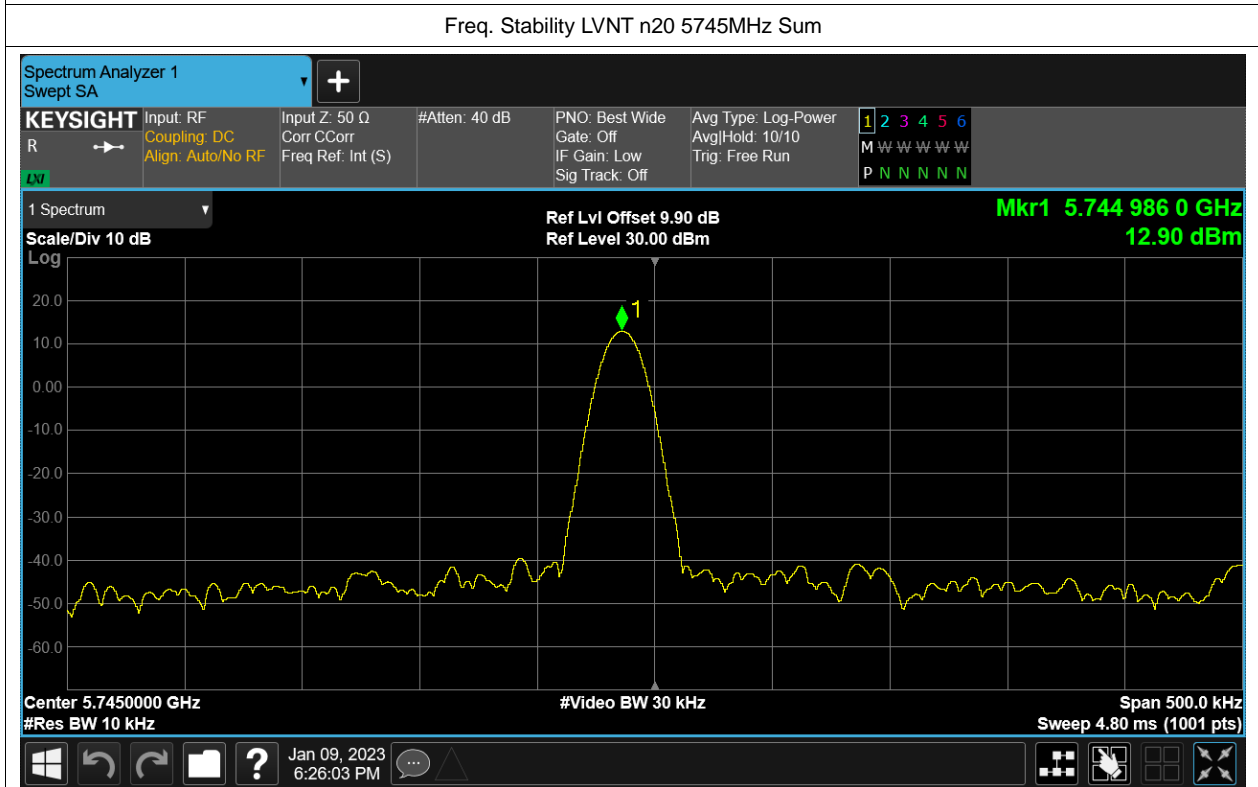 Freq. Stability LVNT n20 5745MHz Sum
Spectrum Analyzer 1
Swept SA
KEYSIGHT
R
LXI
Input: RF
Coupling: DC
Align: Auto/No RF
Input Z: 50 Ω
Corr CCorr
Freq Ref: Int (S)
#Atten: 40 dB
PNO: Best Wide
Gate: Off
IF Gain: Low
Sig Track: Off
Avg Type: Log-Power
Avg|Hold: 10/10
Trig: Free Run
1 2 3 4 5 6
M W W W W W
P N N N N N
1 Spectrum
Scale/Div 10 dB
Log
Ref Lvl Offset 9.90 dB
Ref Level 30.00 dBm
Mkr1 5.744 986 0 GHz
12.90 dBm
1
20.0
10.0
0.00
-10.0
-20.0
-30.0
-40.0
-50.0
-60.0
Center 5.7450000 GHz
#Res BW 10 kHz
#Video BW 30 kHz
Span 500.0 kHz
Sweep 4.80 ms (1001 pts)
?
Jan 09, 2023
6:26:03 PM